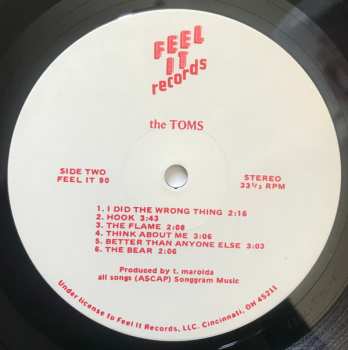 FEEL
IT
records
the TOMS
SIDE TWO
FEEL IT 90
STEREO
33⅓ RPM
1. I DID THE WRONG THING 2:16
2. HOOK 3:43
3. THE FLAME 2:08
4. THINK ABOUT ME 3:06
5. BETTER THAN ANYONE ELSE 3:03
6. THE BEAR 2:06
Produced by t. marolda
all songs (ASCAP) Songgram Music
Under license to Feel It Records, LLC. Cincinnati, OH 45211